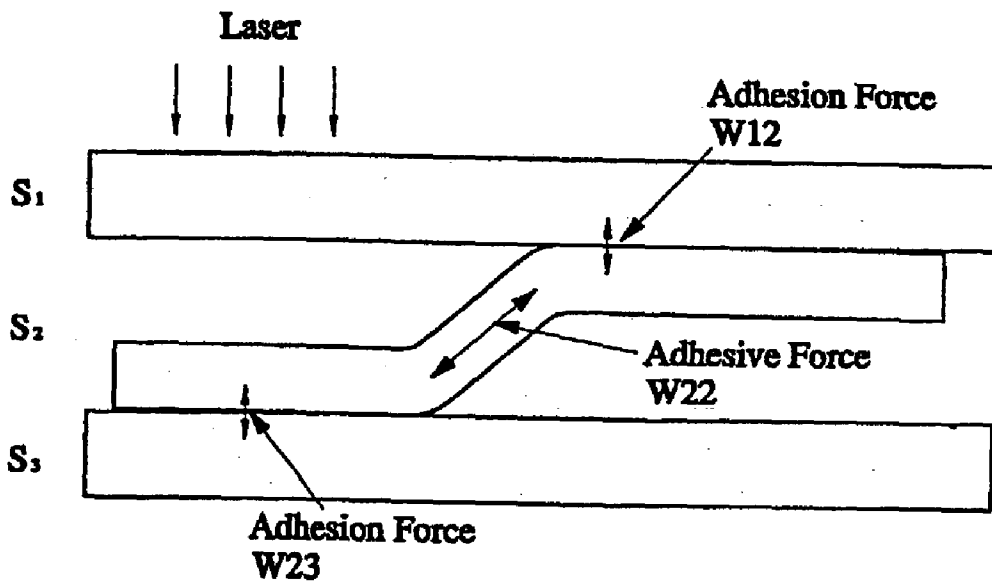 Laser
Adhesion Force
W12
S₁
S₂
Adhesive Force
W22
S₃
Adhesion Force
W23